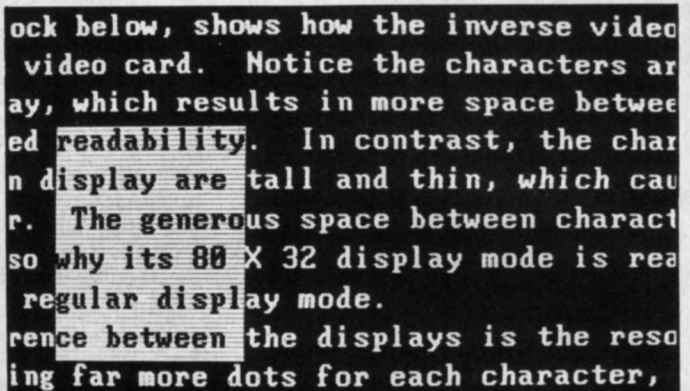 ock below, shows how the inverse video
video card. Notice the characters ar
ay, which results in more space betwee
ed readability. In contrast, the char
n display are tall and thin, which cau
r. The generous space between charact
so why its 80 X 32 display mode is rea
regular display mode.
rence between the displays is the reso
ing far more dots for each character,